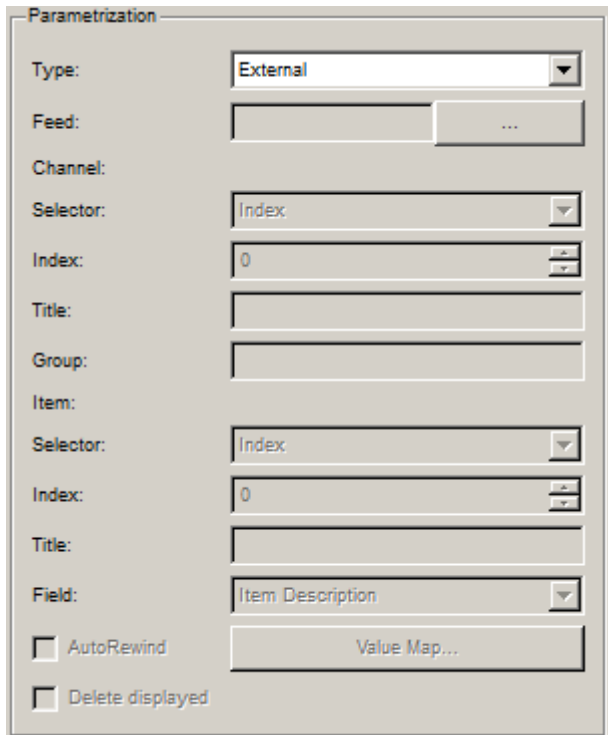 Parametrization
Type: External
Feed: ...
Channel:
Selector: Index
Index: 0
Title:
Group:
Item:
Selector: Index
Index: 0
Title:
Field: Item Description
AutoRewind Value Map...
Delete displayed